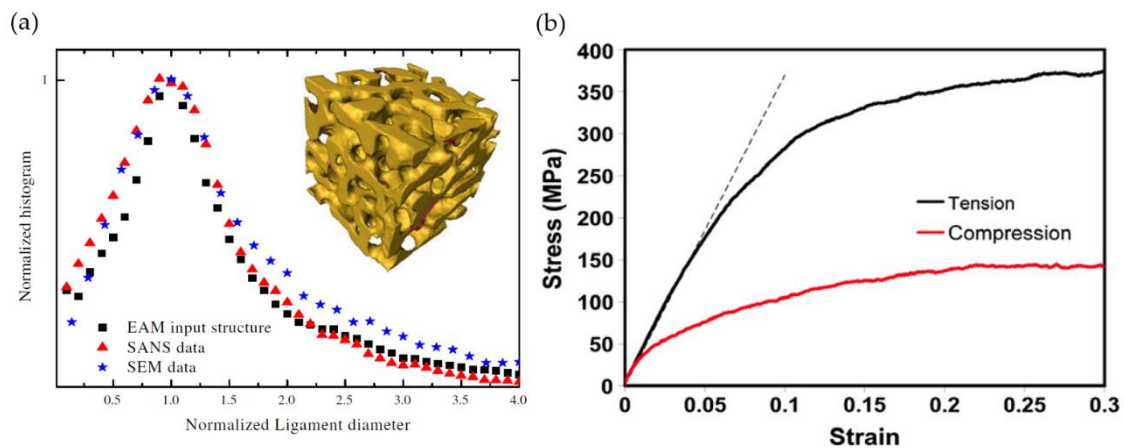 (a)
Normalized histogram
1
EAM input structure
SANS data
SEM data
0.5 1.0 1.5 2.0 2.5 3.0 3.5 4.0
Normalized Ligament diameter
(b)
Stress (MPa)
400
350
300
250
200
150
100
50
0
Tension
Compression
0 0.05 0.1 0.15 0.2 0.25 0.3
Strain